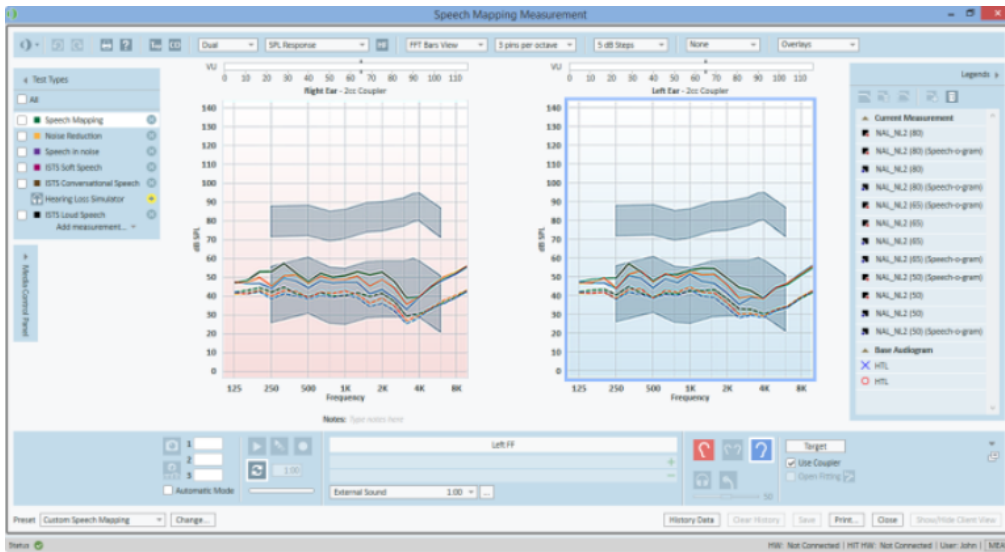 Speech Mapping Measurement
Dual
SPL Response
FFT Bars View
3 pins per octave
5 dB Steps
None
Overlays
VU
0 10 20 30 40 50 60 70 80 90 100 110
Right Ear - 2cc Coupler
VU
0 10 20 30 40 50 60 70 80 90 100 110
Left Ear - 2cc Coupler
Test Types
All
Speech Mapping
Noise Reduction
Speech in noise
ISTS Soft Speech
ISTS Conversational Speech
Hearing Loss Simulator
ISTS Loud Speech
Add measurement...
Media Control Panel
140
130
120
110
100
90
80
70
60
50
40
30
20
10
0
dB SPL
125 250 500 1K 2K 4K 8K
Frequency
140
130
120
110
100
90
80
70
60
50
40
30
20
10
0
dB SPL
125 250 500 1K 2K 4K 8K
Frequency
Legends
Current Measurement
NAL_NL2 (80)
NAL_NL2 (80) (Speech-o-gram)
NAL_NL2 (80)
NAL_NL2 (80) (Speech-o-gram)
NAL_NL2 (65) (Speech-o-gram)
NAL_NL2 (65)
NAL_NL2 (65)
NAL_NL2 (65) (Speech-o-gram)
NAL_NL2 (50) (Speech-o-gram)
NAL_NL2 (50)
NAL_NL2 (50)
NAL_NL2 (50) (Speech-o-gram)
Base Audiogram
HTL
HTL
Notes: Type notes here
1
2
Automatic Mode
1.00
Left FF
External Sound 1.00 ...
50
Target
Use Coupler
Open Fitting
Preset Custom Speech Mapping Change...
History Data Clear History Save Print... Close Show/Hide Client View
Status
HW: Not Connected | HIT HW: Not Connected | User: John | MEA